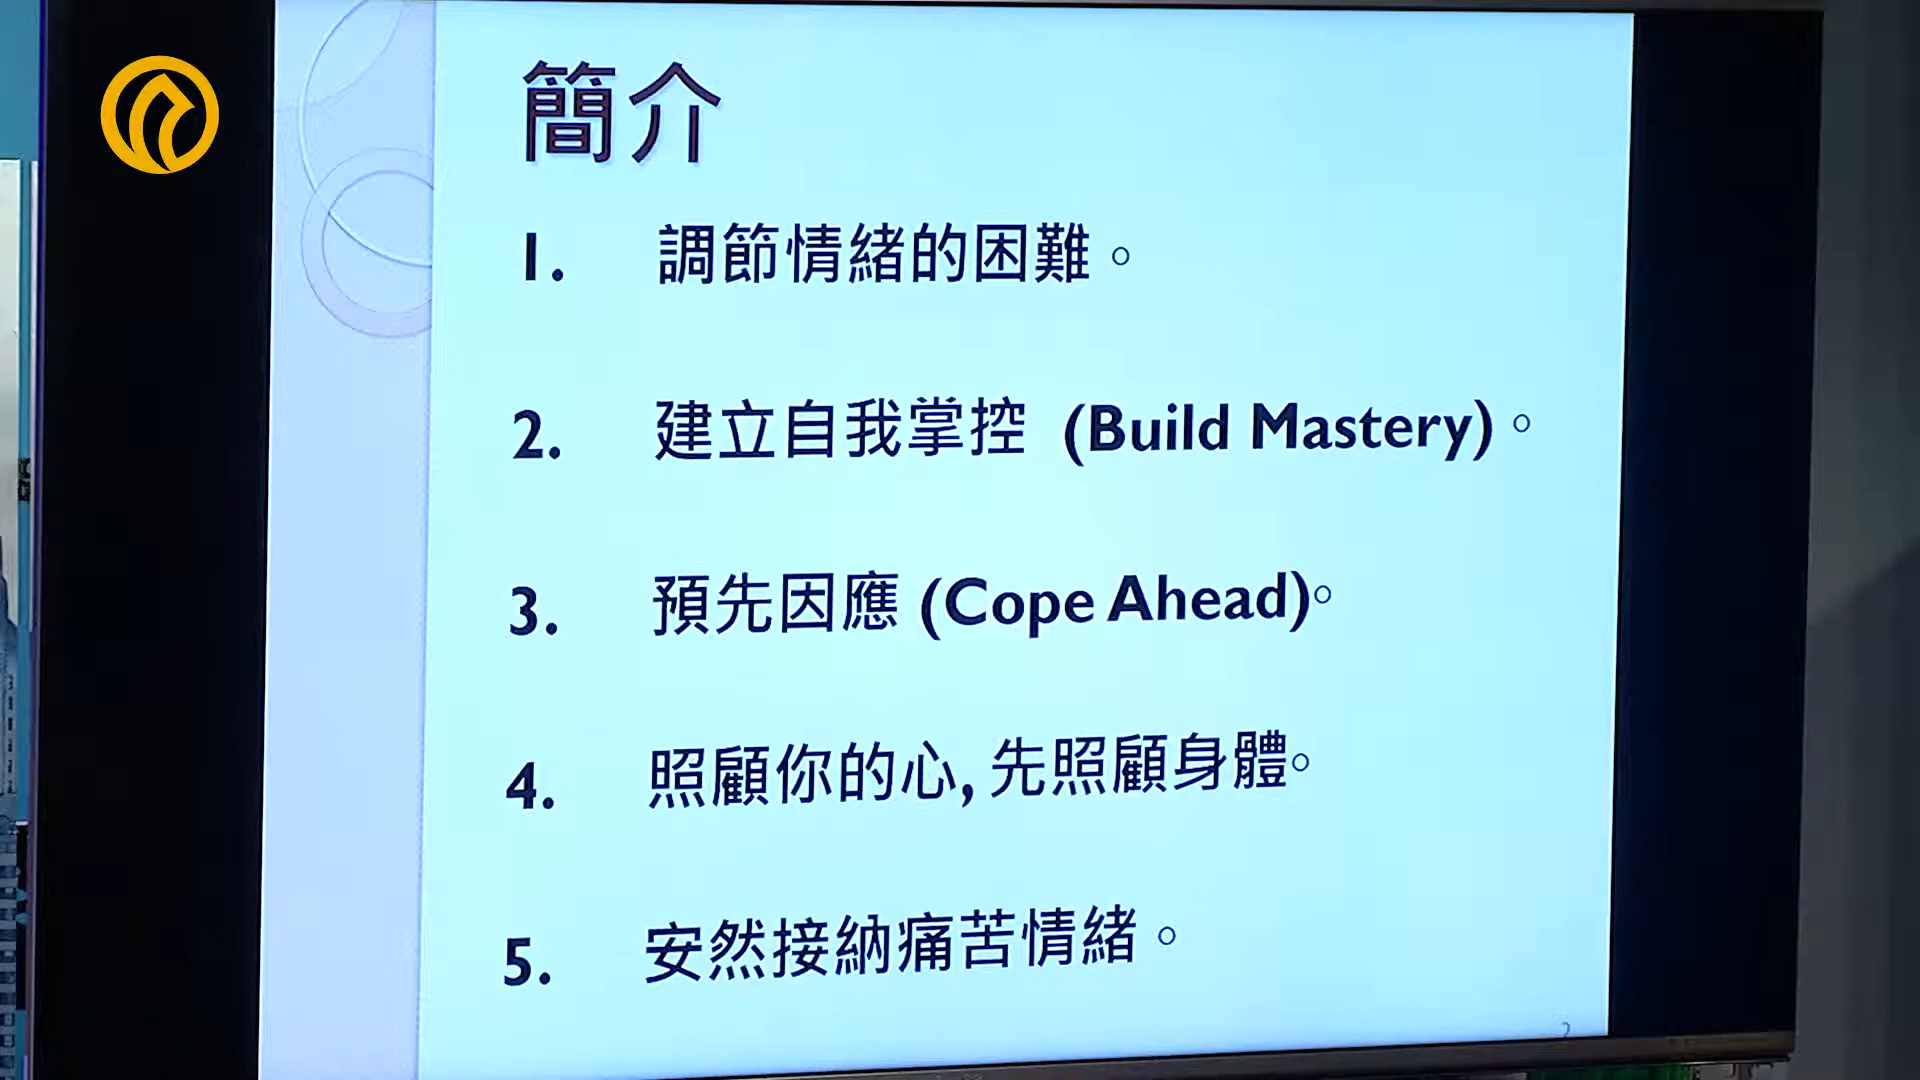 簡介
1. 調節情緒的困難。
2. 建立自我掌控 (Build Mastery)。
3. 預先因應 (Cope Ahead)。
4. 照顧你的心, 先照顧身體。
5. 安然接納痛苦情緒。
2